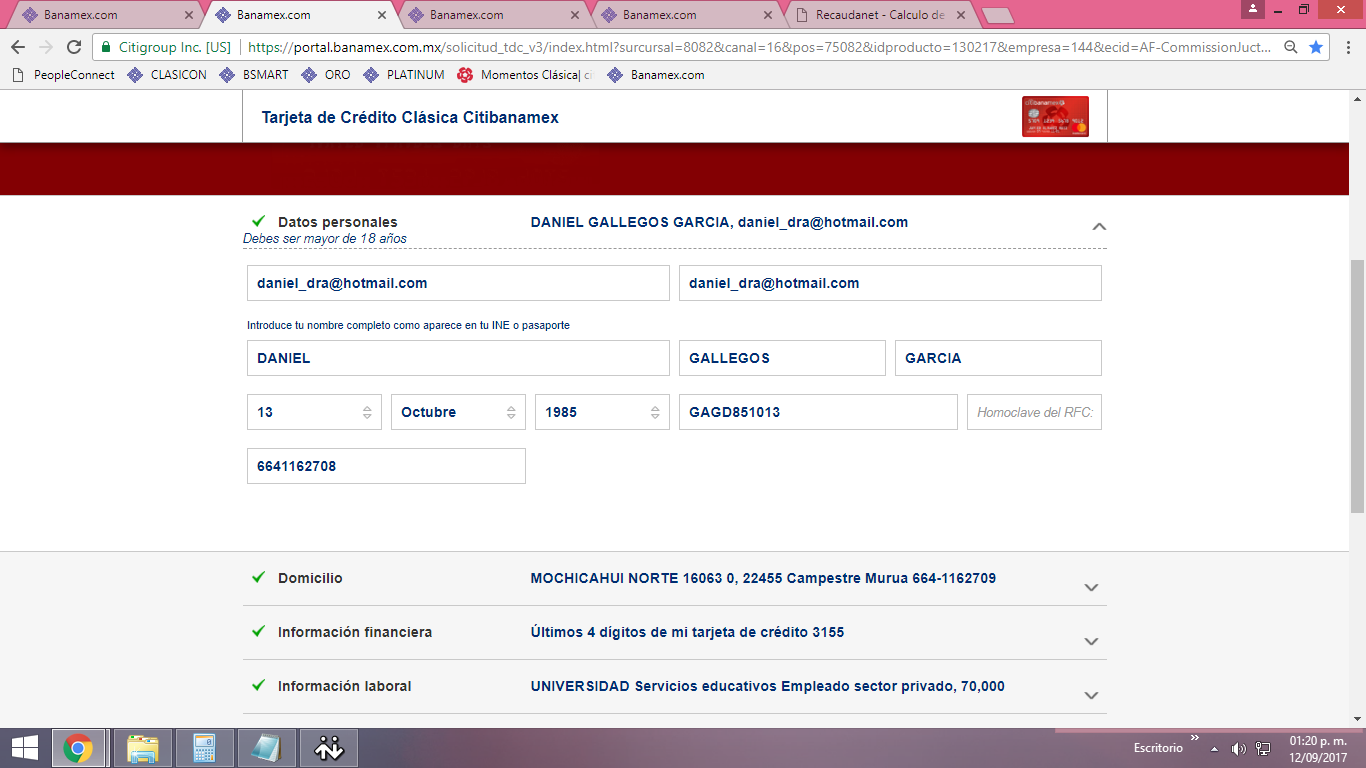 Banamex.com
Banamex.com
Banamex.com
Banamex.com
Recaudanet - Calculo de
Citigroup Inc. [US]
https://portal.banamex.com.mx/solicitud_tdc_v3/index.html?surcursal=8082&canal=16&pos=75082&idproducto=130217&empresa=144&ecid=AF-CommissionJuct...
PeopleConnect CLASICON BSMART ORO PLATINUM Momentos Clásica| ci Banamex.com
Tarjeta de Crédito Clásica Citibanamex
Datos personales
DANIEL GALLEGOS GARCIA, daniel_dra@hotmail.com
Debes ser mayor de 18 años
daniel_dra@hotmail.com
daniel_dra@hotmail.com
Introduce tu nombre completo como aparece en tu INE o pasaporte
DANIEL
GALLEGOS
GARCIA
13
Octubre
1985
GAGD851013
Homoclave del RFC:
6641162708
Domicilio
MOCHICAHUI NORTE 16063 0, 22455 Campestre Murua 664-1162709
Información financiera
Últimos 4 dígitos de mi tarjeta de crédito 3155
Información laboral
UNIVERSIDAD Servicios educativos Empleado sector privado, 70,000
Escritorio
01:20 p. m.
12/09/2017